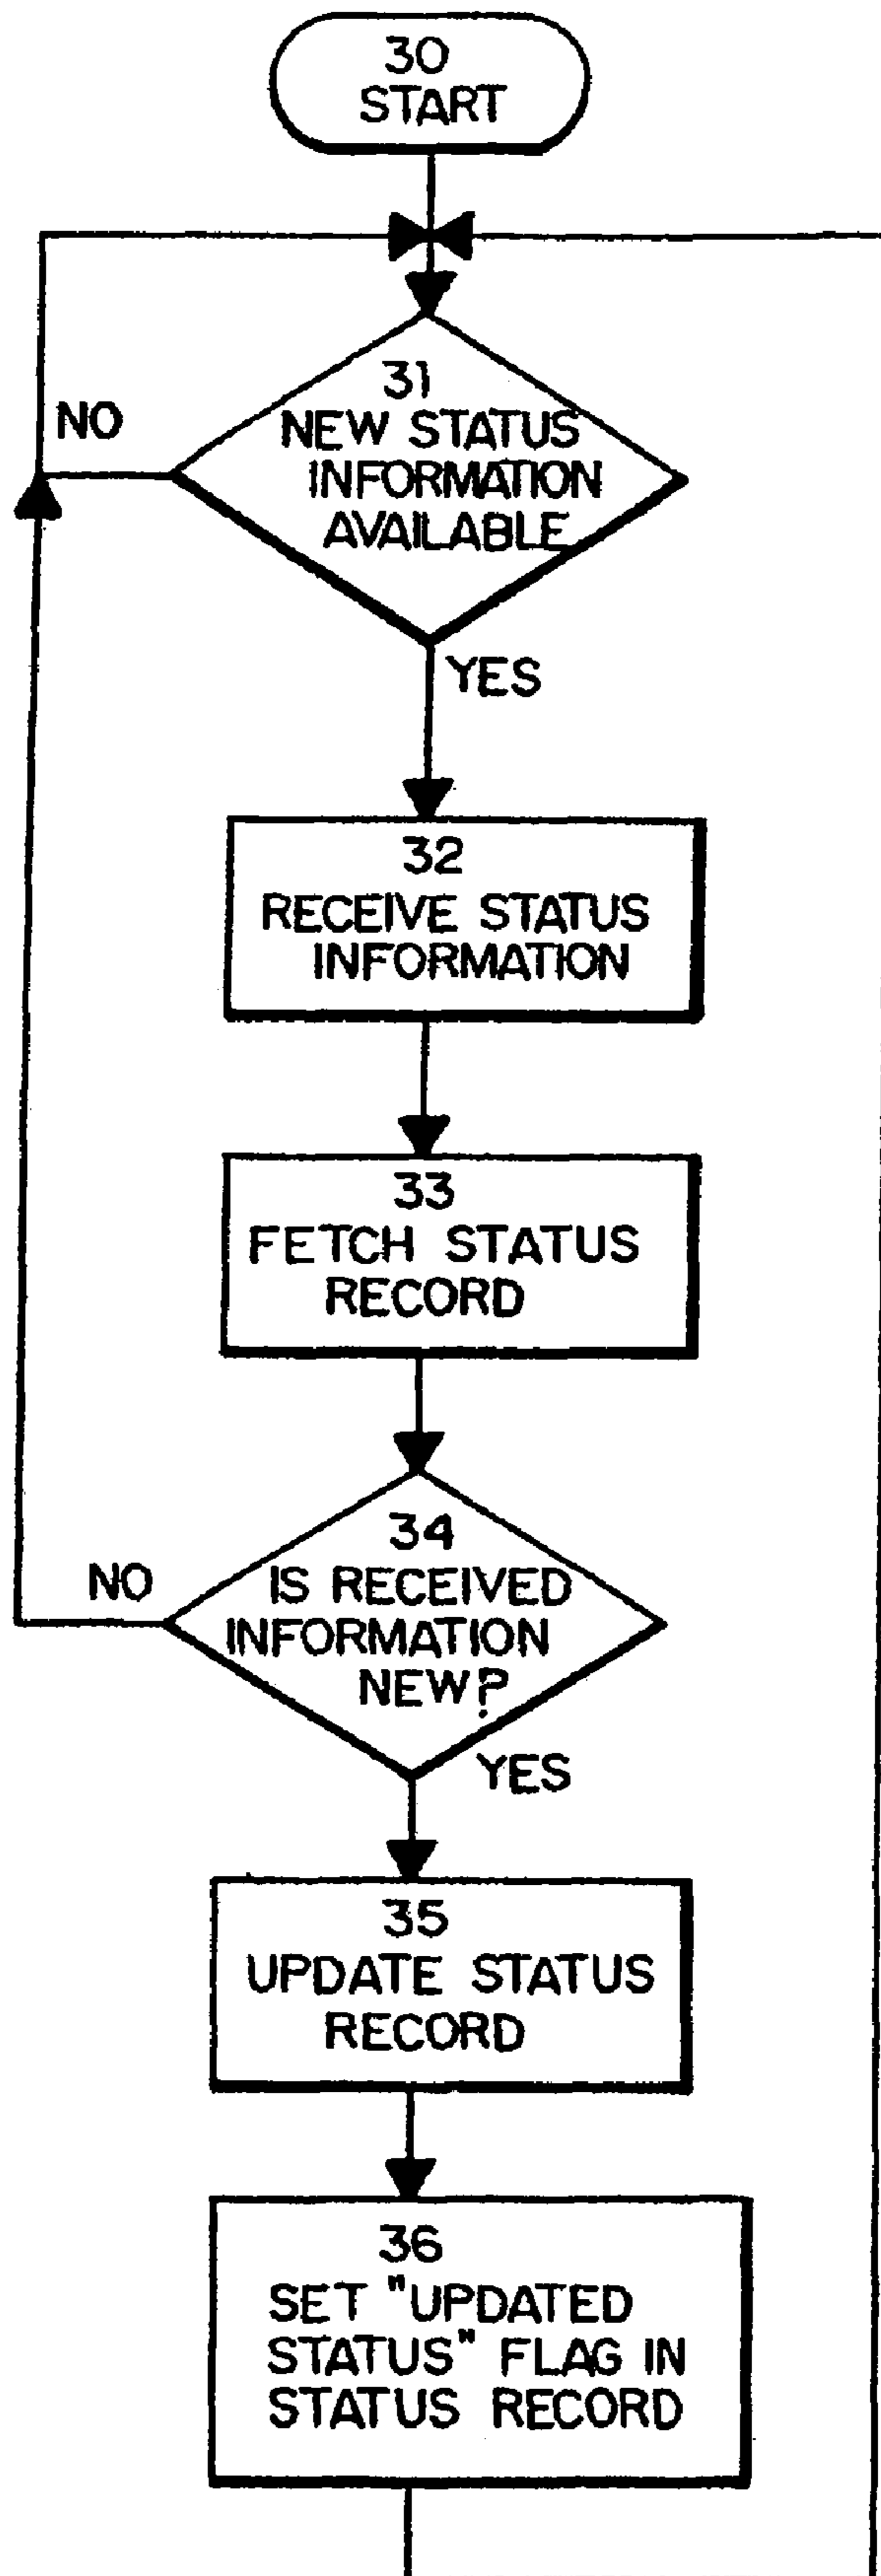 30
START
31
NEW STATUS
INFORMATION
AVAILABLE
NO
YES
32
RECEIVE STATUS
INFORMATION
33
FETCH STATUS
RECORD
34
IS RECEIVED
INFORMATION
NEW?
NO
YES
35
UPDATE STATUS
RECORD
36
SET "UPDATED
STATUS" FLAG IN
STATUS RECORD